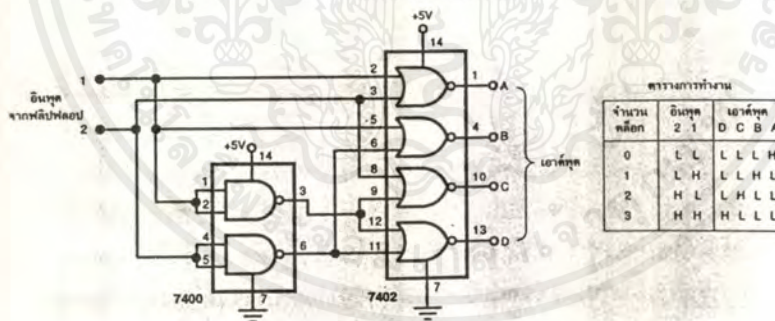 +5V
14
1
2
3
1
A
อินพุต
จากฟลิปฟลอป
2
5
6
4
B
เอาต์พุต
+5V
14
8
9
10
C
1
2
3
12
11
13
D
4
5
6
7
7
7400
7402
ตารางการทำงาน
จำนวน คล็อก อินพุต เอาต์พุต
2 1 D C B A
0 L L L L L H
1 L H L L H L
2 H L L H L L
3 H H H L L L